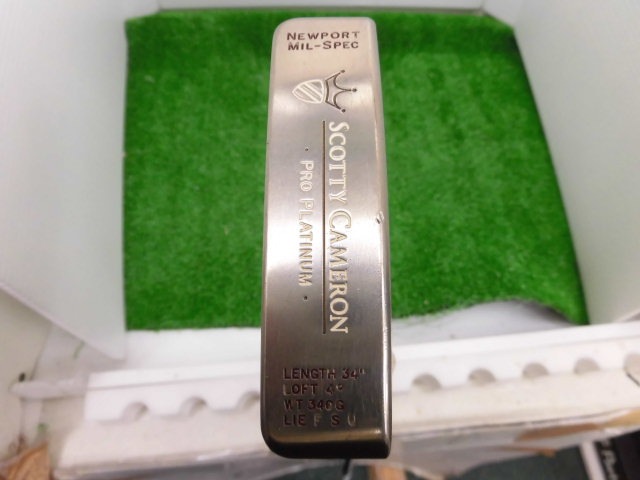 NEWPORT
MIL-SPEC
SCOTTY CAMERON
· PRO PLATINUM ·
LENGTH 34"
LOFT 4°
WT 340G
LIE F S U